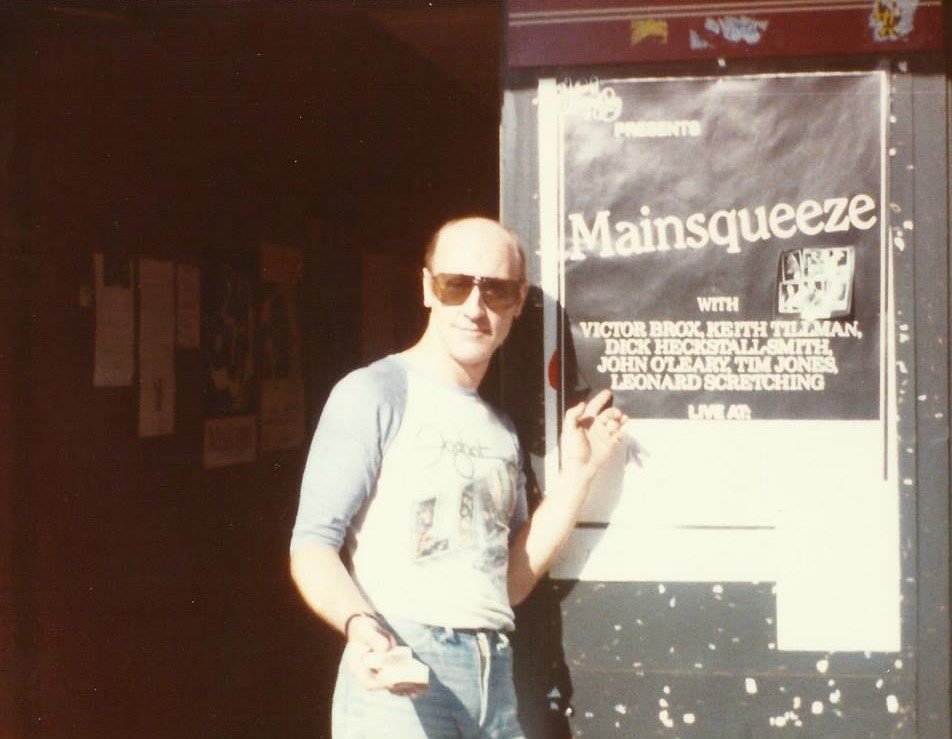 PRESENTS
Mainsqueeze
WITH
VICTOR BROX, KEITH TILLMAN,
DICK HECKSTALL-SMITH,
JOHN O'LEARY, TIM JONES,
LEONARD SCRETCHING
LIVE AT: